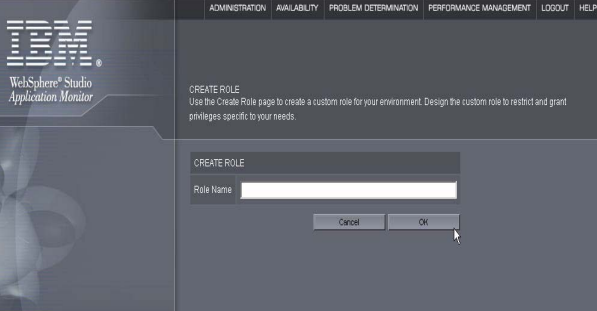 ADMINISTRATION AVAILABILITY PROBLEM DETERMINATION PERFORMANCE MANAGEMENT LOGOUT HELP
IBM®
WebSphere® Studio
Application Monitor
CREATE ROLE
Use the Create Role page to create a custom role for your environment. Design the custom role to restrict and grant
privileges specific to your needs.
CREATE ROLE
Role Name
Cancel OK